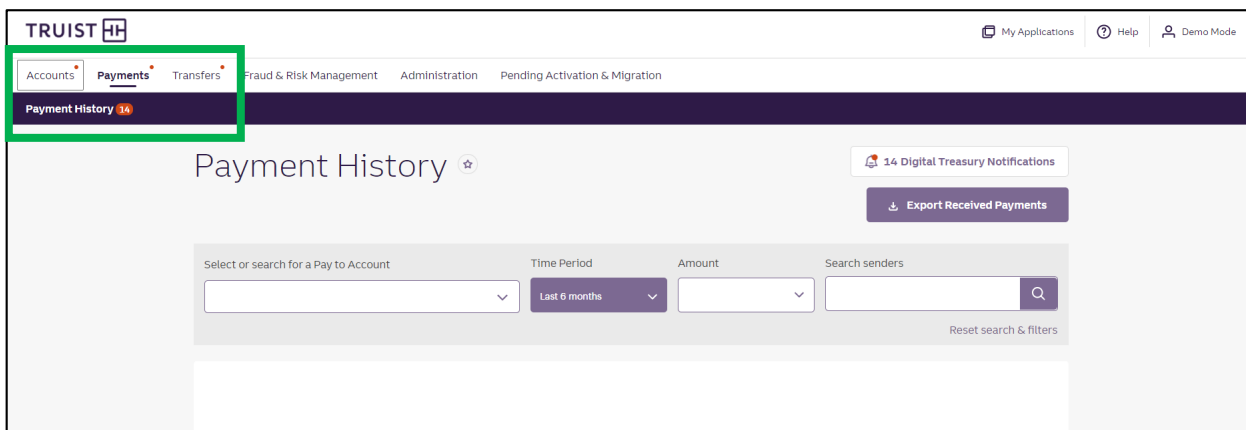 TRUIST
My Applications Help Demo Mode
Accounts Payments Transfers Fraud & Risk Management Administration Pending Activation & Migration
Payment History 14
Payment History
14 Digital Treasury Notifications
Export Received Payments
Select or search for a Pay to Account Time Period Amount Search senders
Last 6 months
Reset search & filters